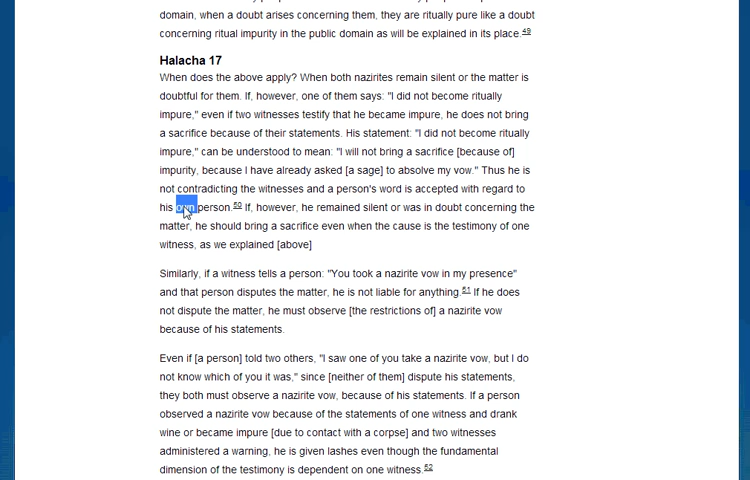 domain, when a doubt arises concerning them, they are ritually pure like a doubt
concerning ritual impurity in the public domain as will be explained in its place.49
Halacha 17
When does the above apply? When both nazirites remain silent or the matter is
doubtful for them. If, however, one of them says: "I did not become ritually
impure," even if two witnesses testify that he became impure, he does not bring
a sacrifice because of their statements. His statement: "I did not become ritually
impure," can be understood to mean: "I will not bring a sacrifice [because of]
impurity, because I have already asked [a sage] to absolve my vow." Thus he is
not contradicting the witnesses and a person's word is accepted with regard to
his own person.50 If, however, he remained silent or was in doubt concerning the
matter, he should bring a sacrifice even when the cause is the testimony of one
witness, as we explained [above]
Similarly, if a witness tells a person: "You took a nazirite vow in my presence"
and that person disputes the matter, he is not liable for anything.51 If he does
not dispute the matter, he must observe [the restrictions of] a nazirite vow
because of his statements.
Even if [a person] told two others, "I saw one of you take a nazirite vow, but I do
not know which of you it was," since [neither of them] dispute his statements,
they both must observe a nazirite vow, because of his statements. If a person
observed a nazirite vow because of the statements of one witness and drank
wine or became impure [due to contact with a corpse] and two witnesses
administered a warning, he is given lashes even though the fundamental
dimension of the testimony is dependent on one witness.52